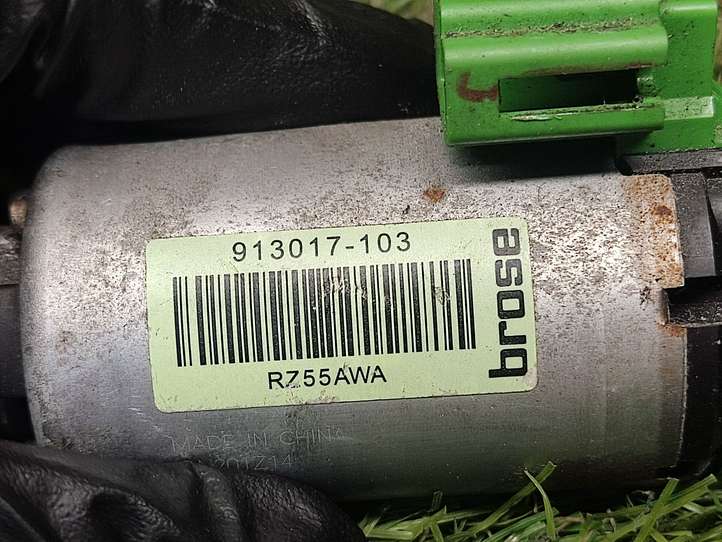 913017-103
brose
RZ55AWA
MADE IN CHINA